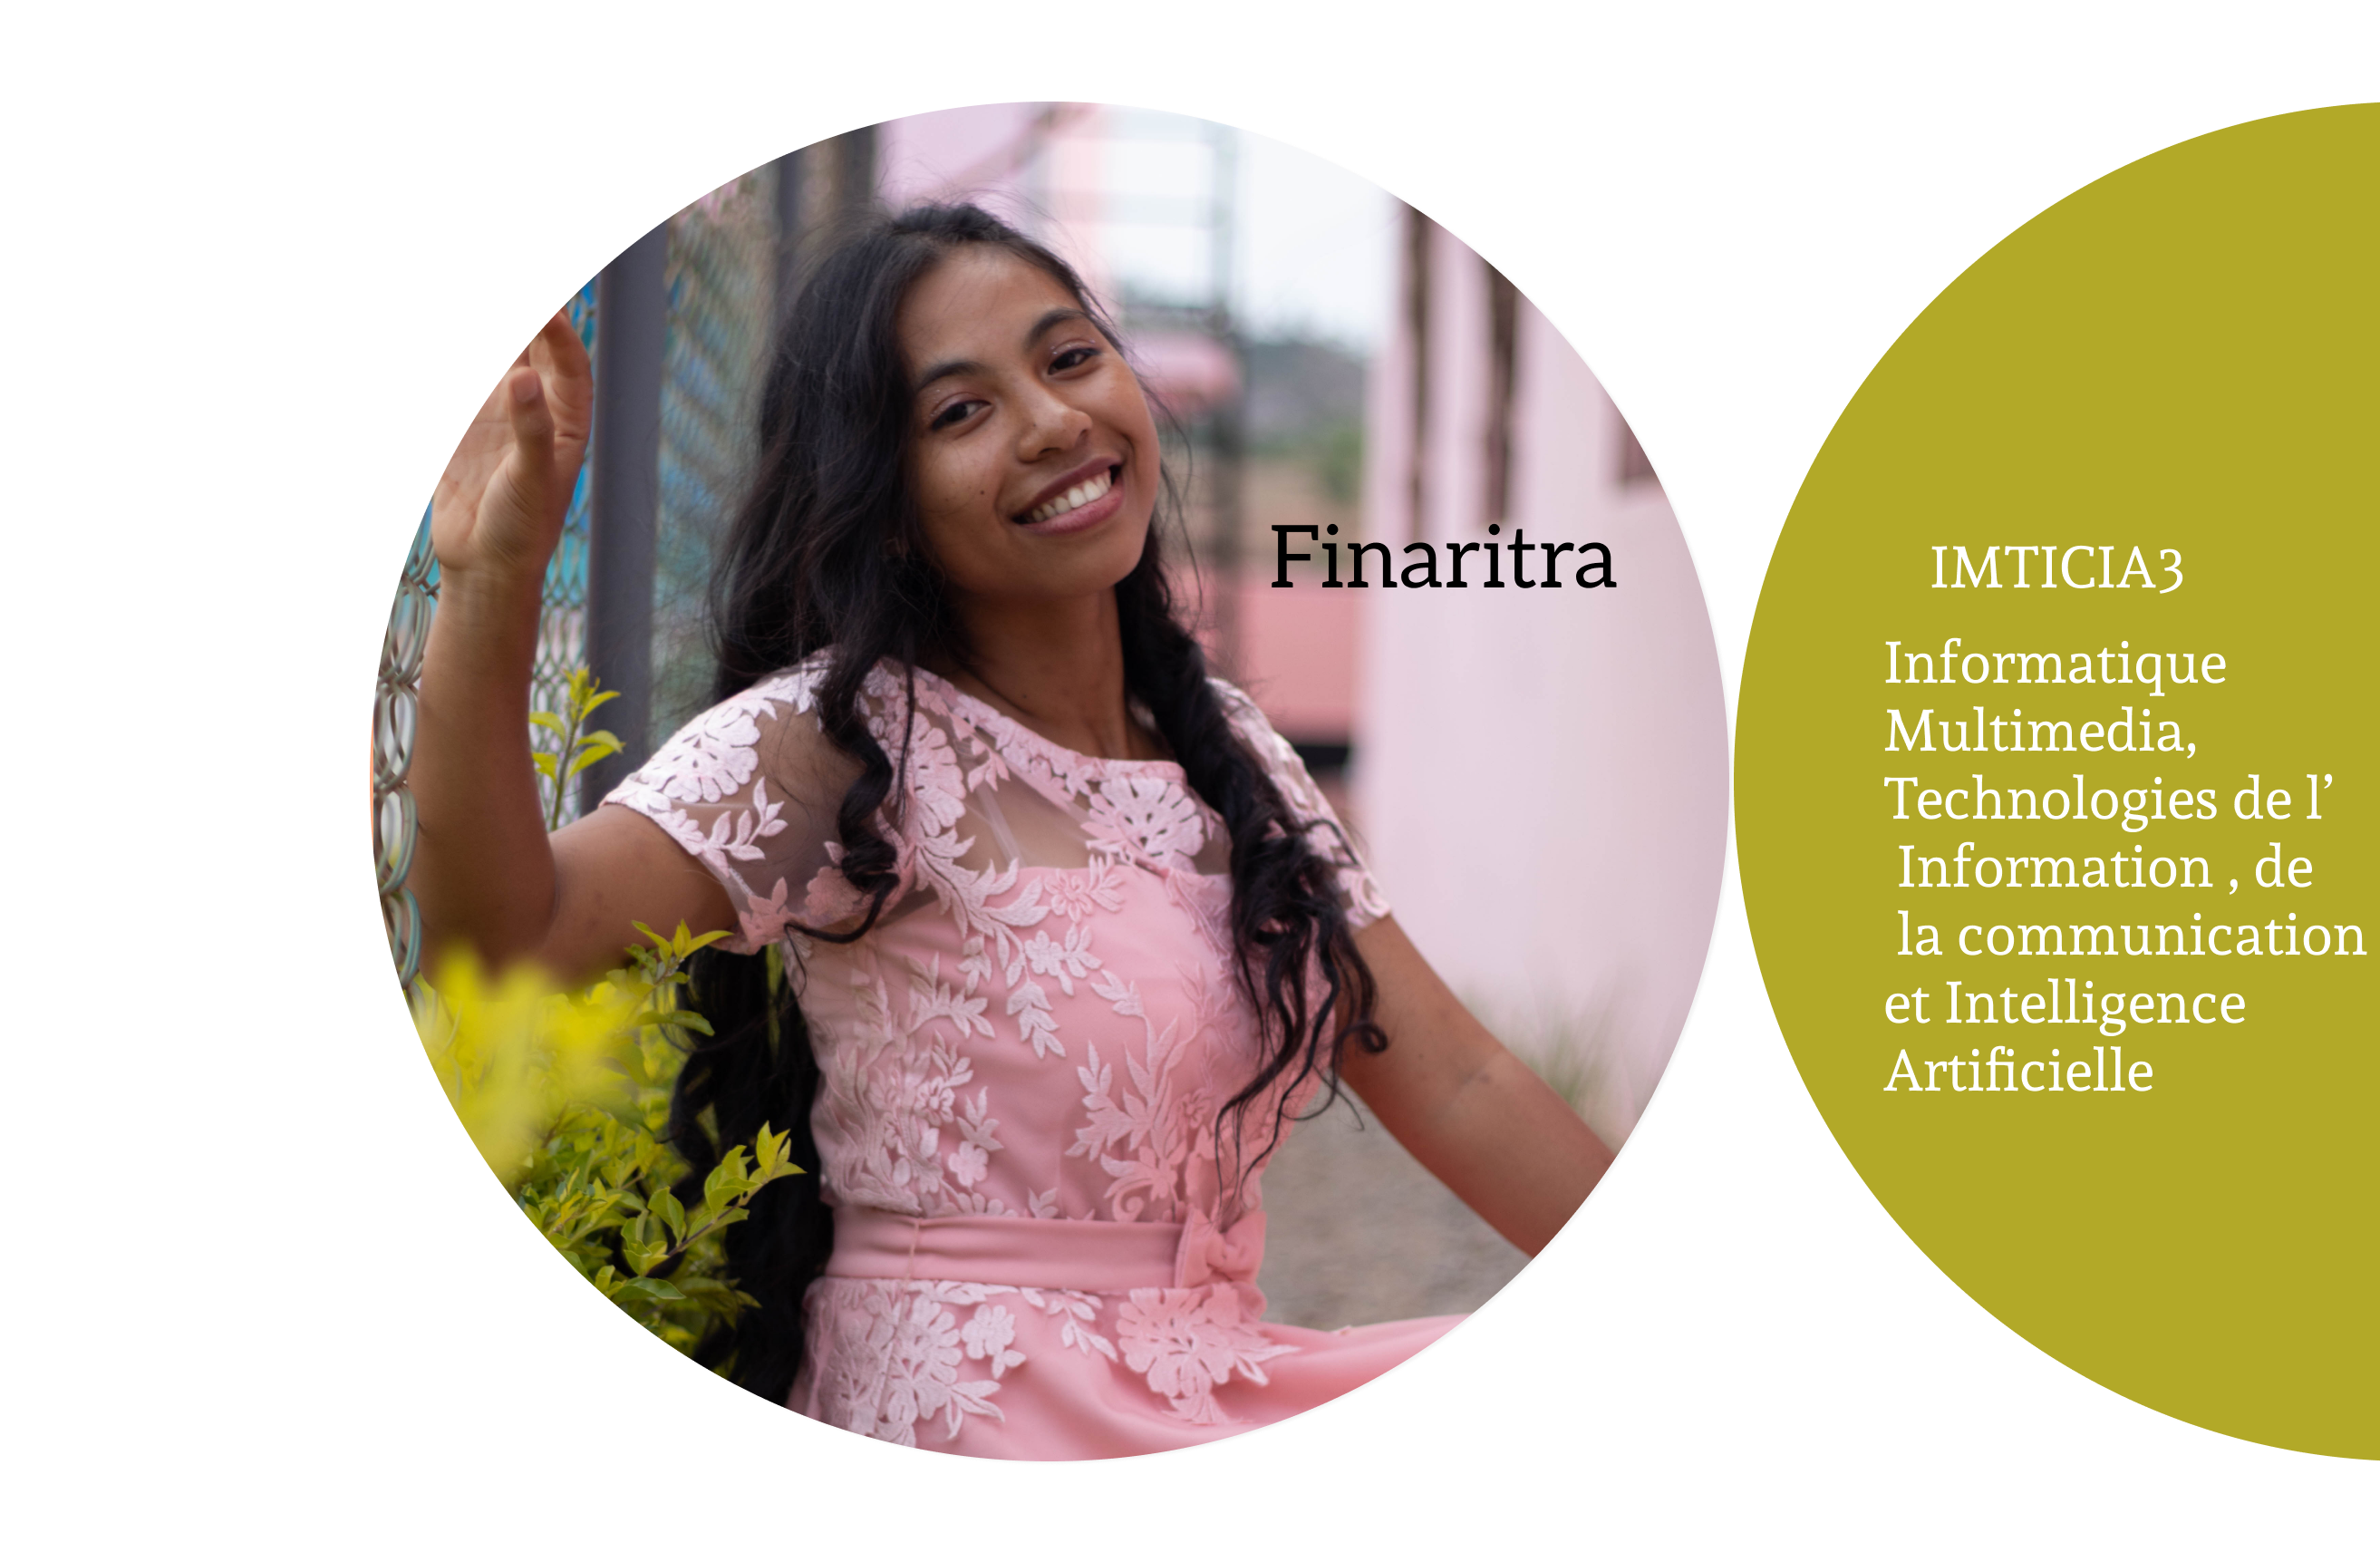 Finaritra
IMTICIA3
Informatique
Multimedia,
Technologies de l’
Information , de
la communication
et Intelligence
Artificielle